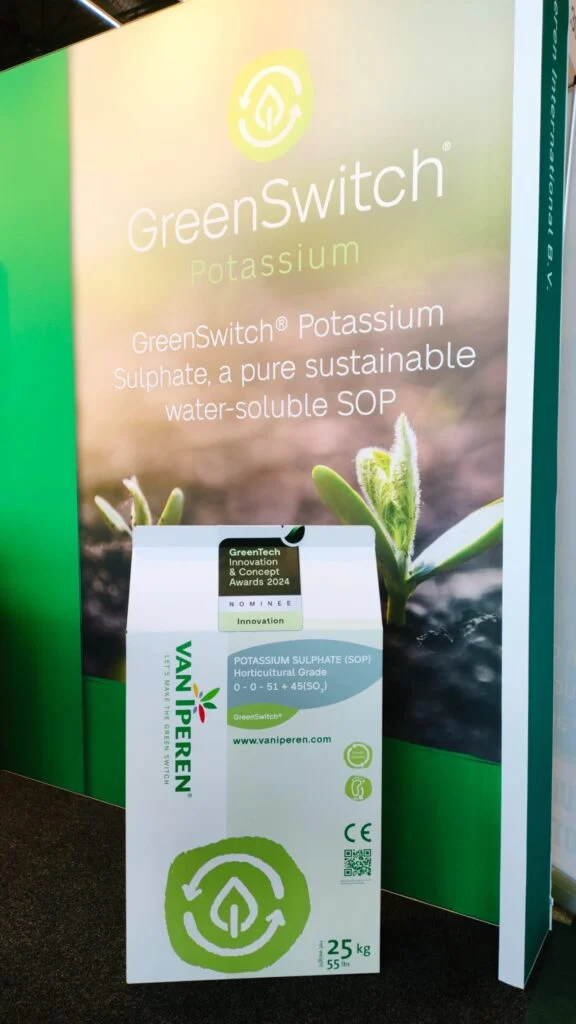 GreenSwitch®
Potassium
GreenSwitch® Potassium
Sulphate, a pure sustainable
water-soluble SOP
eren International B.V.
GreenTech
Innovation
& Concept
Awards 2024
NOMINEE
Innovation
VAN IPEREN®
LET'S MAKE THE GREEN SWITCH
POTASSIUM SULPHATE (SOP)
Horticultural Grade
0 - 0 - 51 + 45(SO₃)
GreenSwitch®
www.vaniperen.com
CE
25 kg
55 lbs